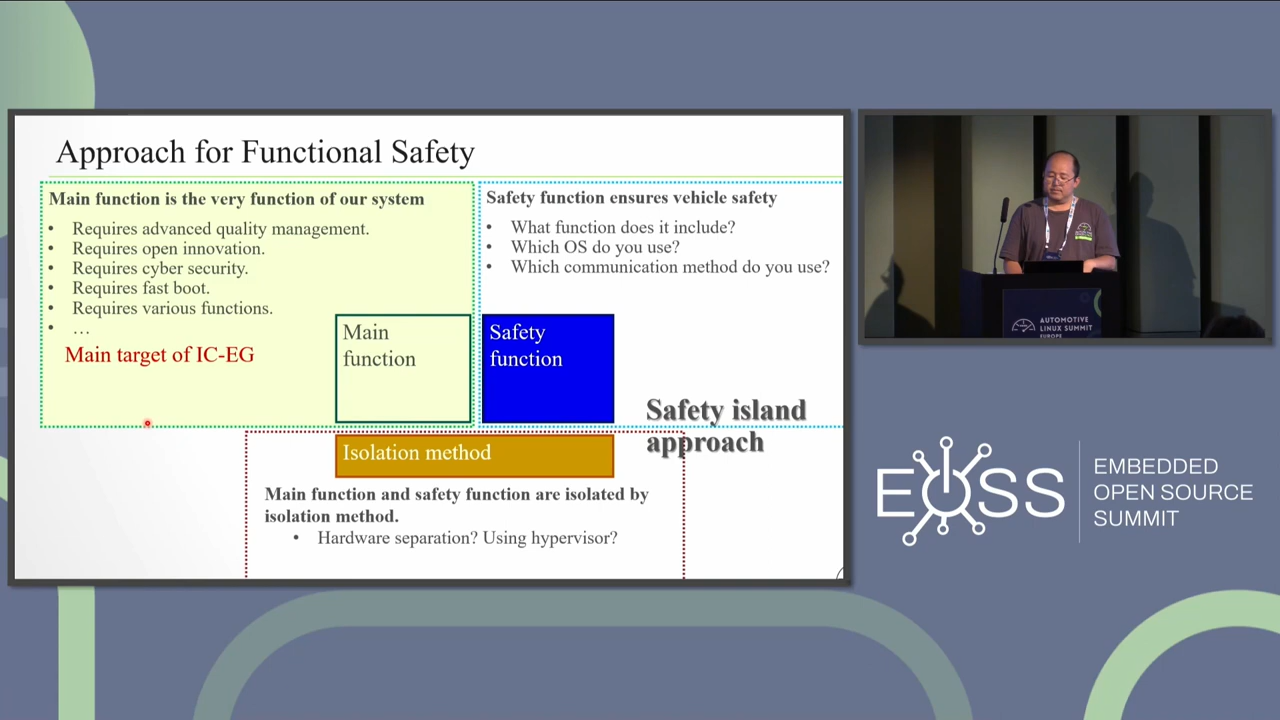 Approach for Functional Safety
Main function is the very function of our system
• Requires advanced quality management.
• Requires open innovation.
• Requires cyber security.
• Requires fast boot.
• Requires various functions.
• …
Main target of IC-EG
Safety function ensures vehicle safety
• What function does it include?
• Which OS do you use?
• Which communication method do you use?
Main
function
Safety
function
Safety island
approach
Isolation method
Main function and safety function are isolated by
isolation method.
• Hardware separation? Using hypervisor?
AUTOMOTIVE
LINUX SUMMIT
EUROPE
EOSS
EMBEDDED
OPEN SOURCE
SUMMIT